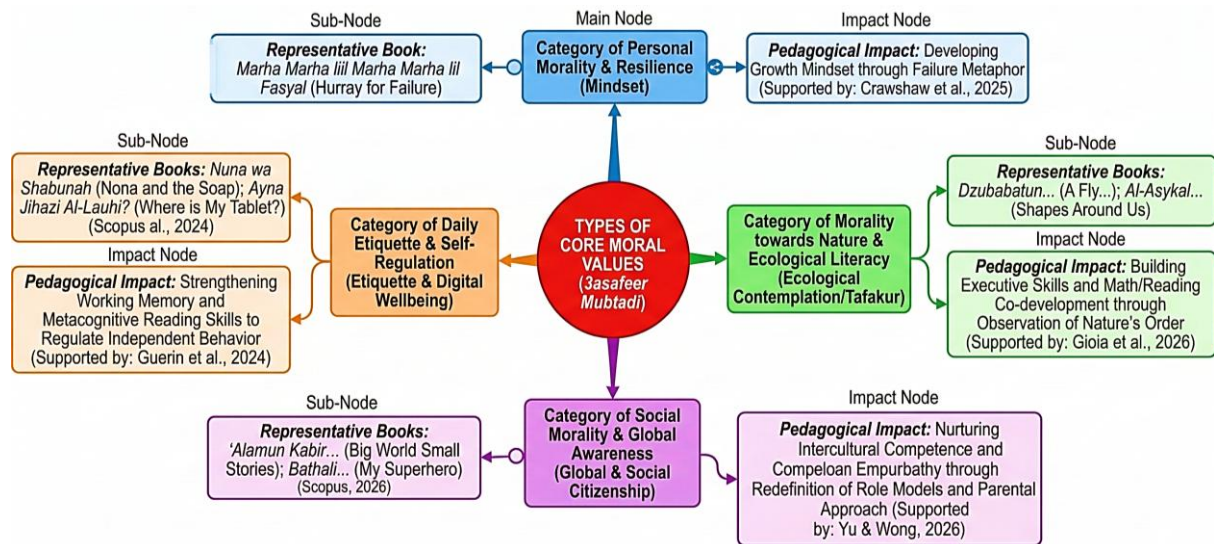 Sub-Node
Representative Book:
Marha Marha Iiil Marha Marha Iil
Fasyal (Hurray for Failure)
Main Node
Category of Personal
Morality & Resilience
(Mindset)
Impact Node
Pedagogical Impact: Developing
Growth Mindset through Failure Metaphor
(Supported by: Crawshaw et al., 2025)
Sub-Node
Representative Books: Nuna wa
Shabunah (Nona and the Soap); Ayna
Jihazi Al-Lauhi? (Where is My Tablet?)
(Scopus al., 2024)
Impact Node
Pedagogical Impact: Strengthening
Working Memory and
Metacognitive Reading Skills to
Regulate Independent Behavior
(Supported by: Guerin et al., 2024)
Category of Daily
Etiquette & Self-
Regulation
(Etiquette & Digital
Wellbeing)
TYPES OF
CORE MORAL
VALUES
(3asafeer
Mubtadi)
Category of Morality
towards Nature &
Ecological Literacy
(Ecological
Contemplation/Tafakur)
Sub-Node
Representative Books:
Dzubabatun... (A Fly...); Al-Asykal...
(Shapes Around Us)
Impact Node
Pedagogical Impact: Building
Executive Skills and Math/Reading
Co-development through
Observation of Nature's Order
(Supported by: Gioia et al., 2026)
Sub-Node
Representative Books:
‘Alamun Kabir... (Big World Small
Stories); Bathali... (My Superhero)
(Scopus, 2026)
Category of Social
Morality & Global
Awareness
(Global & Social
Citizenship)
Impact Node
Pedagogical Impact: Nurturing
Intercultural Competence and
Compeloan Empurbathy through
Redefinition of Role Models and Parental
Approach (Supported
by: Yu & Wong, 2026)